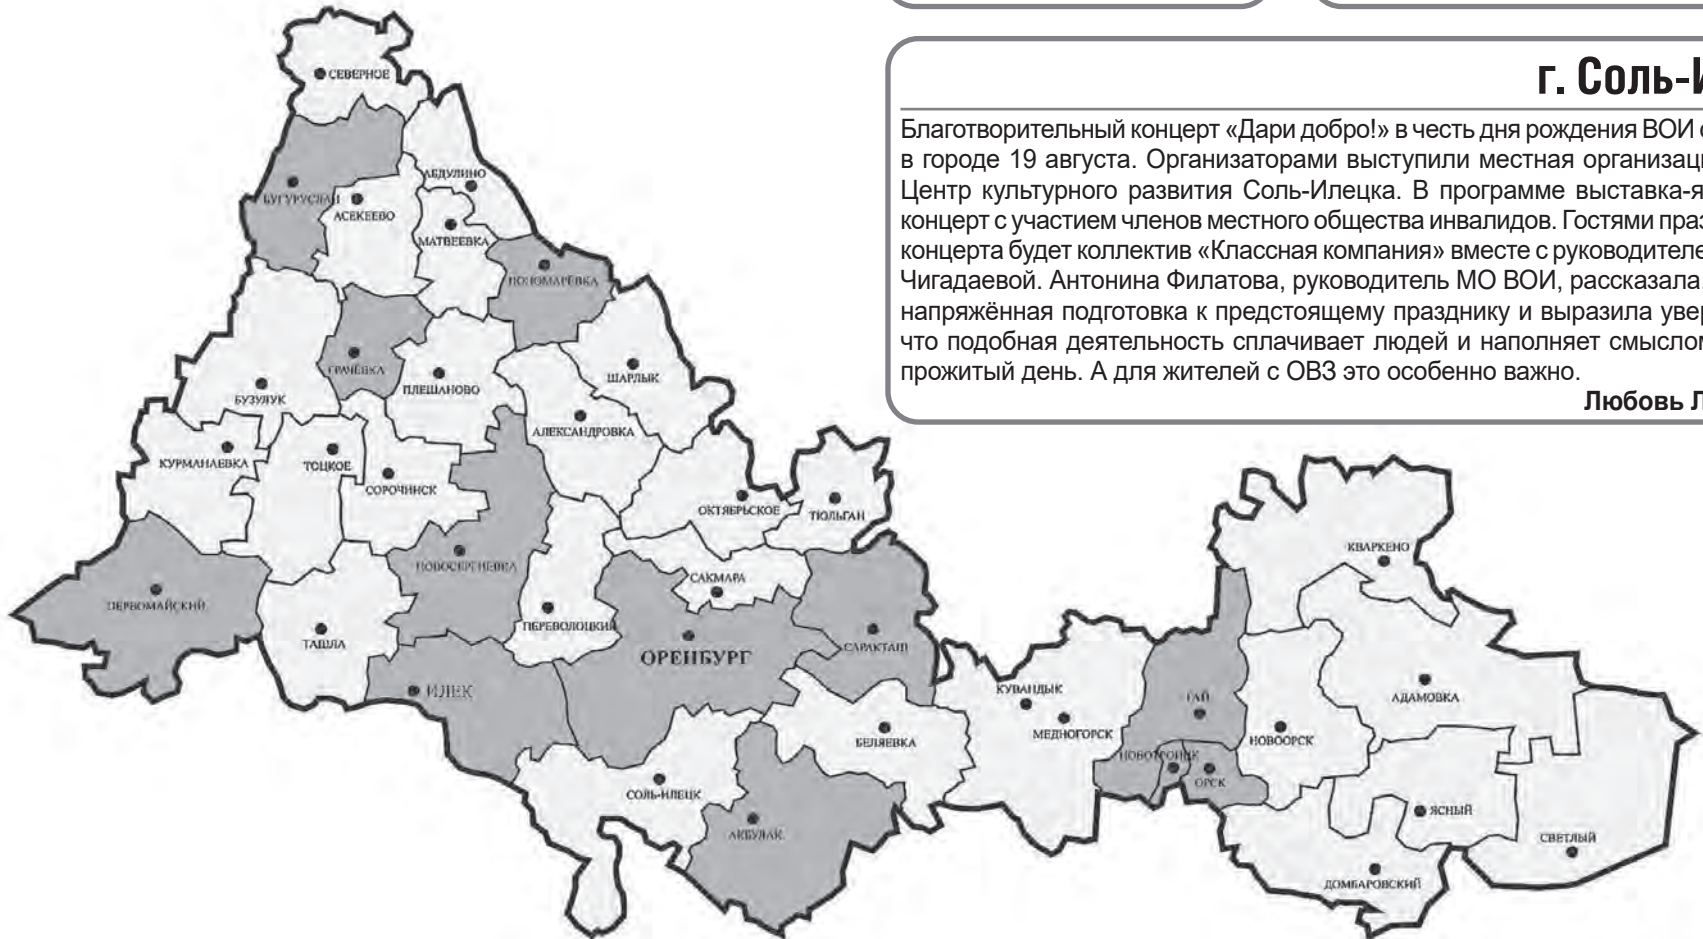 г. Соль-И
Благотворительный концерт «Дари добро!» в честь дня рождения ВОИ
в городе 19 августа. Организаторами выступили местная организац
Центр культурного развития Соль-Илецка. В программе выставка-я
концерт с участием членов местного общества инвалидов. Гостями праз
концерта будет коллектив «Классная компания» вместе с руководителе
Чигадаевой. Антонина Филатова, руководитель МО ВОИ, рассказала
напряжённая подготовка к предстоящему празднику и выразила увер
что подобная деятельность сплачивает людей и наполняет смыслом
прожитый день. А для жителей с ОВЗ это особенно важно.
Любовь Л
СЕВЕРНОЕ
АБДУЛИНО
БУГУРУСЛАН
АСЕКЕЕВО
МАТВЕЕВКА
ПОНОМАРЁВКА
ГРАЧЁВКА
ПЛЕШАНОВО
ШАРЛЫК
БУЗУЛУК
АЛЕКСАНДРОВКА
КУРМАНАЕВКА
ТОЦКОЕ
СОРОЧИНСК
ОКТЯБРЬСКОЕ
ТЮЛЬГАН
КВАРКЕНО
НОВОСЕРГИЕВКА
САКМАРА
ПЕРВОМАЙСКИЙ
ПЕРЕВОЛОЦКИЙ
ТАШЛА
ОРЕНБУРГ
САРАКТАШ
ИЛЕК
КУВАНДЫК
МЕДНОГОРСК
ГАЙ
АДАМОВКА
БЕЛЯЕВКА
НОВООРСК
НОВОТРОИЦК
ОРСК
СОЛЬ-ИЛЕЦК
АКБУЛАК
ЯСНЫЙ
СВЕТЛЫЙ
ДОМБАРОВСКИЙ